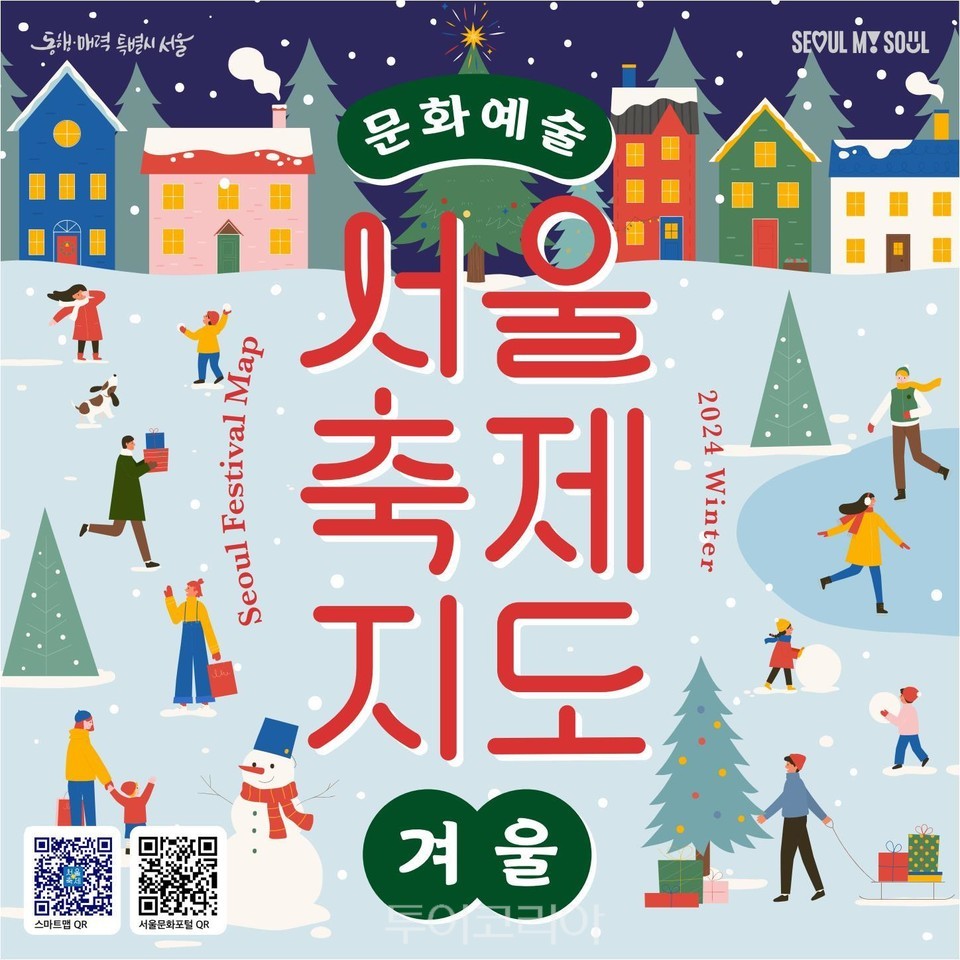 동행·매력 특별시 서울
SEOUL MY SOUL
문화예술
서울
축제
지도
Seoul Festival Map
2024 Winter
겨울
스마트맵 QR
서울문화포털 QR
투어코리아